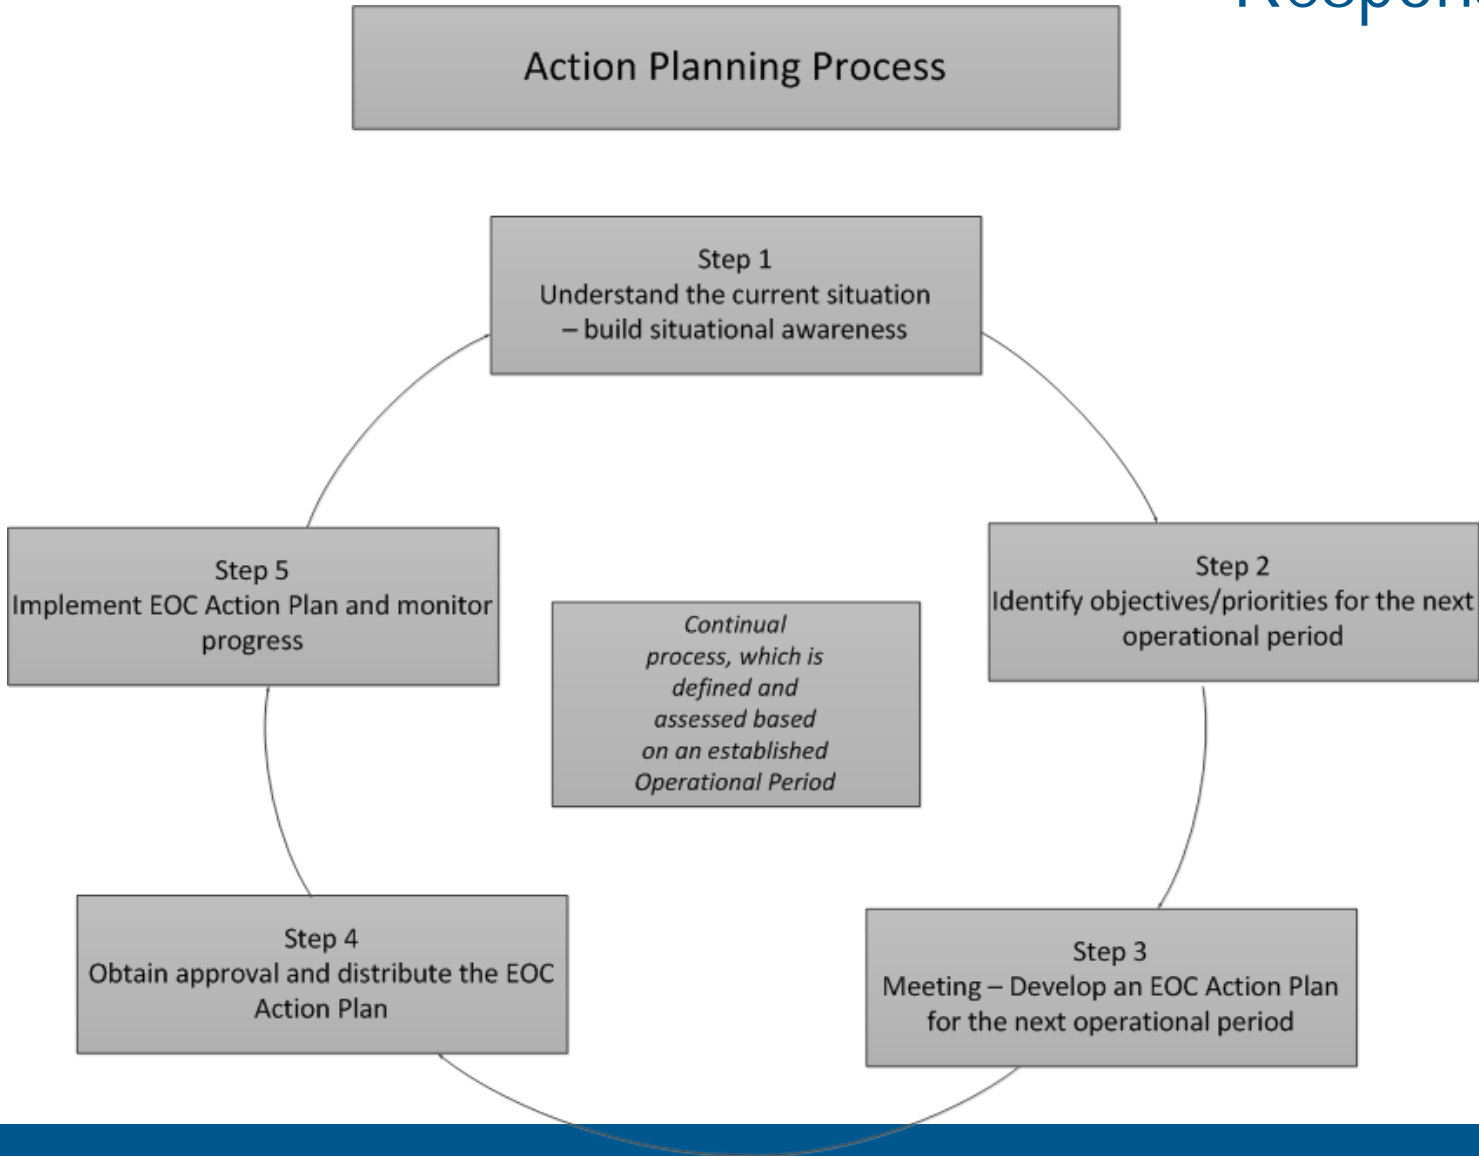 Action Planning Process
Step 1
Understand the current situation
– build situational awareness
Step 2
Identify objectives/priorities for the next
operational period
Step 3
Meeting – Develop an EOC Action Plan
for the next operational period
Step 4
Obtain approval and distribute the EOC
Action Plan
Step 5
Implement EOC Action Plan and monitor
progress
Continual
process, which is
defined and
assessed based
on an established
Operational Period